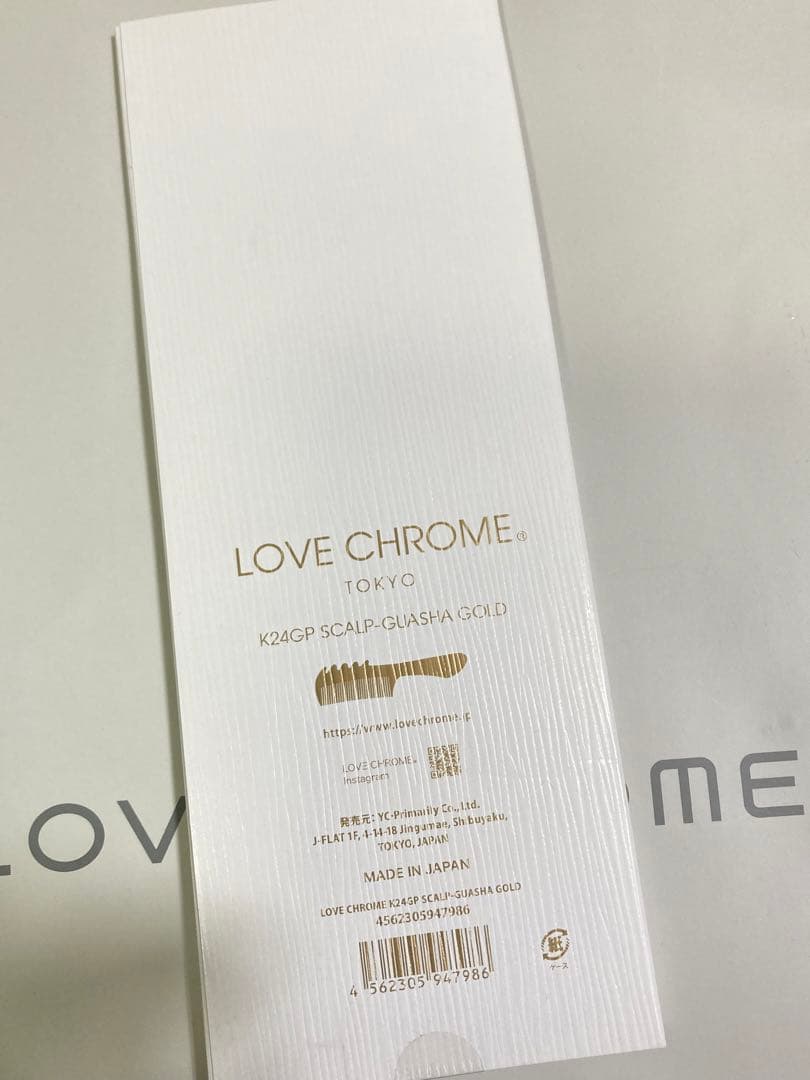 LOVE CHROME®
TOKYO
K24GP SCALP-GUASHA GOLD
https://www.lovechrome.jp
LOVE CHROME®
Instagram
発売元: YC-Primarily Co., Ltd.
J-FLAT 1F, 4-14-18 Jingumae, Shibuyaku,
TOKYO, JAPAN
MADE IN JAPAN
LOVE CHROME K24GP SCALP-GUASHA GOLD
4562305947986
4 562305 947986
紙
ケース
LOV OME